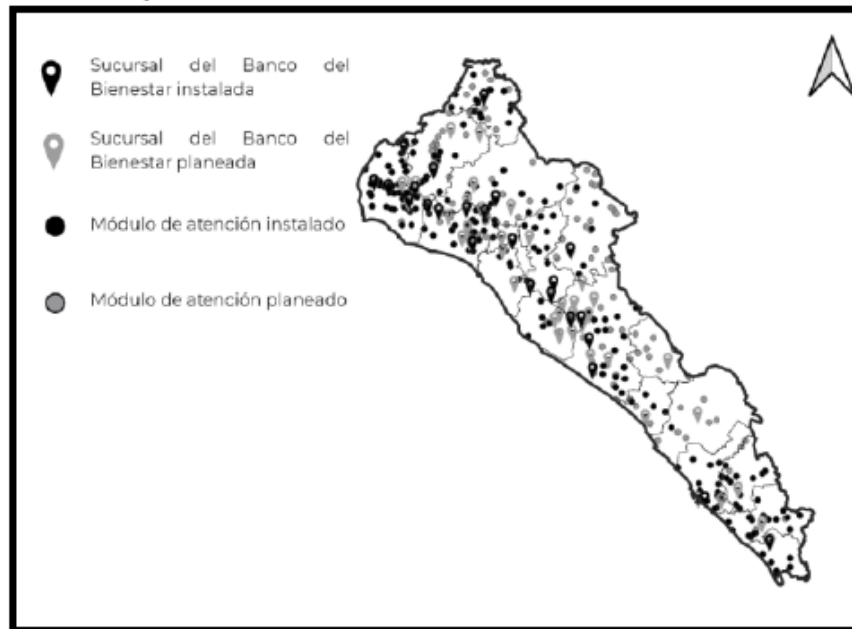 Sucursal del Banco del
Bienestar instalada
Sucursal del Banco del
Bienestar planeada
Módulo de atención instalado
Módulo de atención planeado